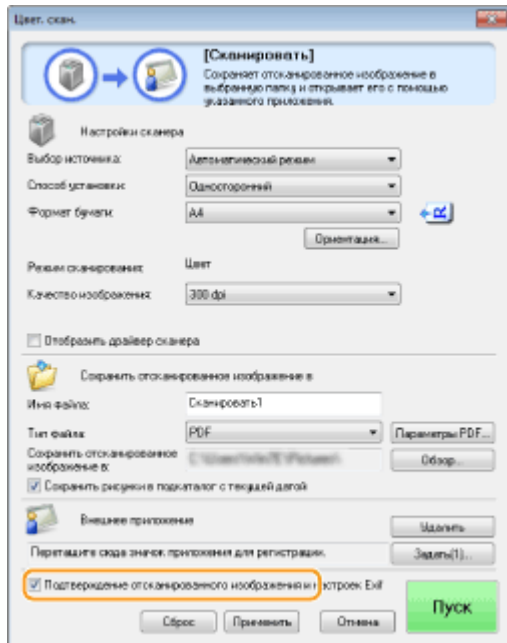 Цвет. скан.
[Сканировать]
Сохраняет отсканированное изображение в
выбранную папку и открывает его с помощью
указанного приложения.
Настройки сканера
Выбор источника: Автоматический режим
Способ установки: Односторонний
Формат бумаги: A4
Ориентация...
Режим сканирования: Цвет
Качество изображения: 300 dpi
Отобразить драйвер сканера
Сохранить отсканированное изображение в
Имя файла: Сканировать1
Тип файла: PDF Параметры PDF...
Сохранить отсканированное
изображение в: Обзор...
Сохранить рисунки в подкаталог с текущей датой
Внешнее приложение Удалить
Перетащите сюда значок приложения для регистрации. Задать(1)...
Подтверждение отсканированного изображения и настроек Exif
Сброс Применить Отмена Пуск